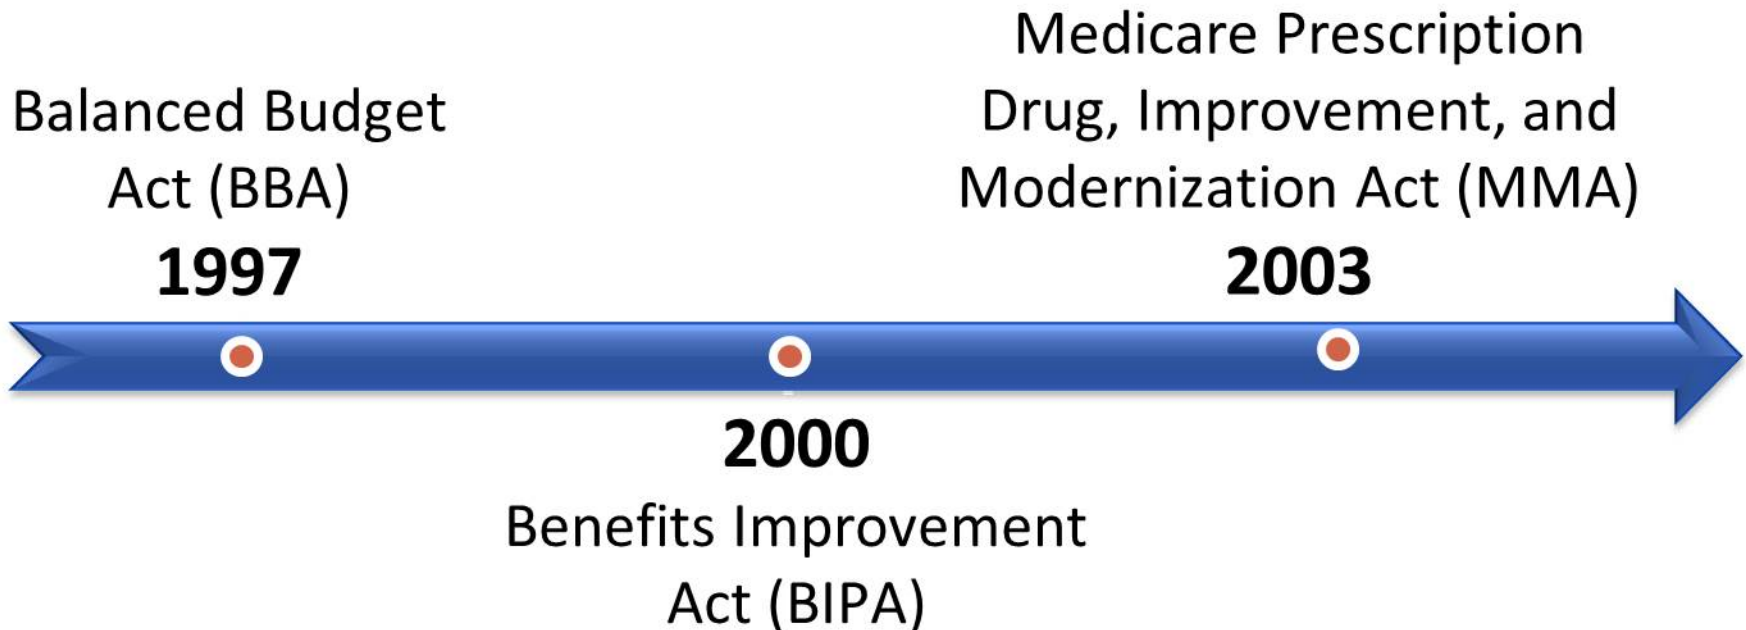 Balanced Budget
Act (BBA)
1997
2000
Benefits Improvement
Act (BIPA)
Medicare Prescription
Drug, Improvement, and
Modernization Act (MMA)
2003